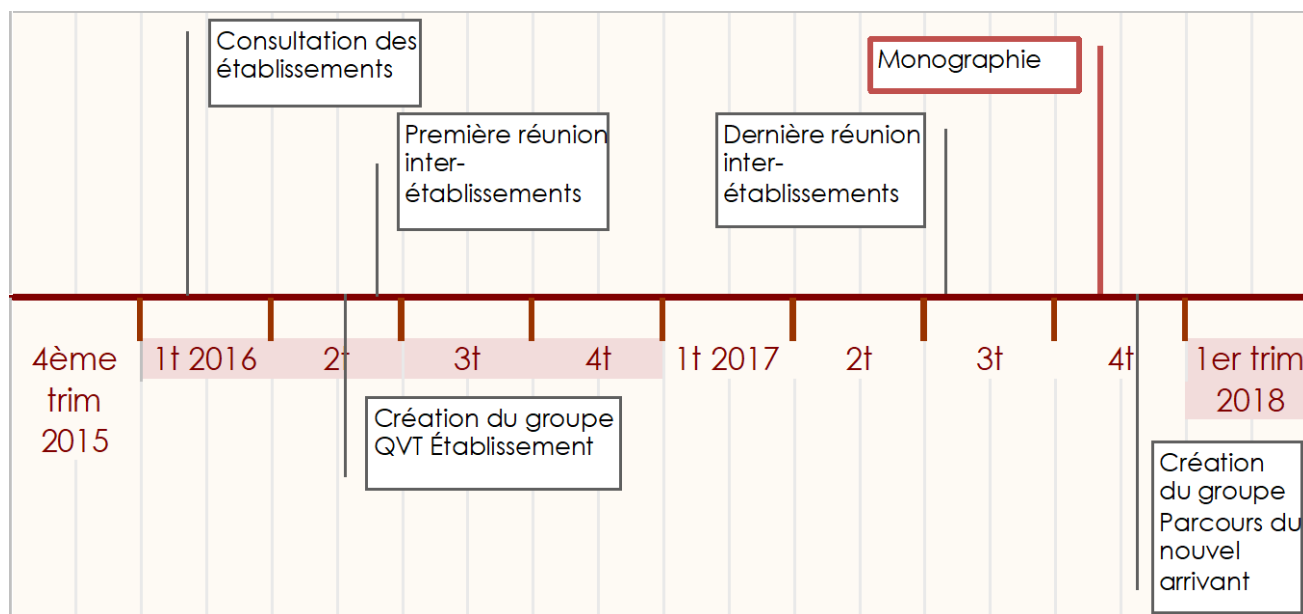 Consultation des
établissements
Monographie
Première réunion
inter-
établissements
Dernière réunion
inter-
établissements
4ème
trim
2015
1t 2016
2t
3t
4t
1t 2017
2t
3t
4t
1er trim
2018
Création du groupe
QVT Établissement
Création
du groupe
Parcours du
nouvel
arrivant